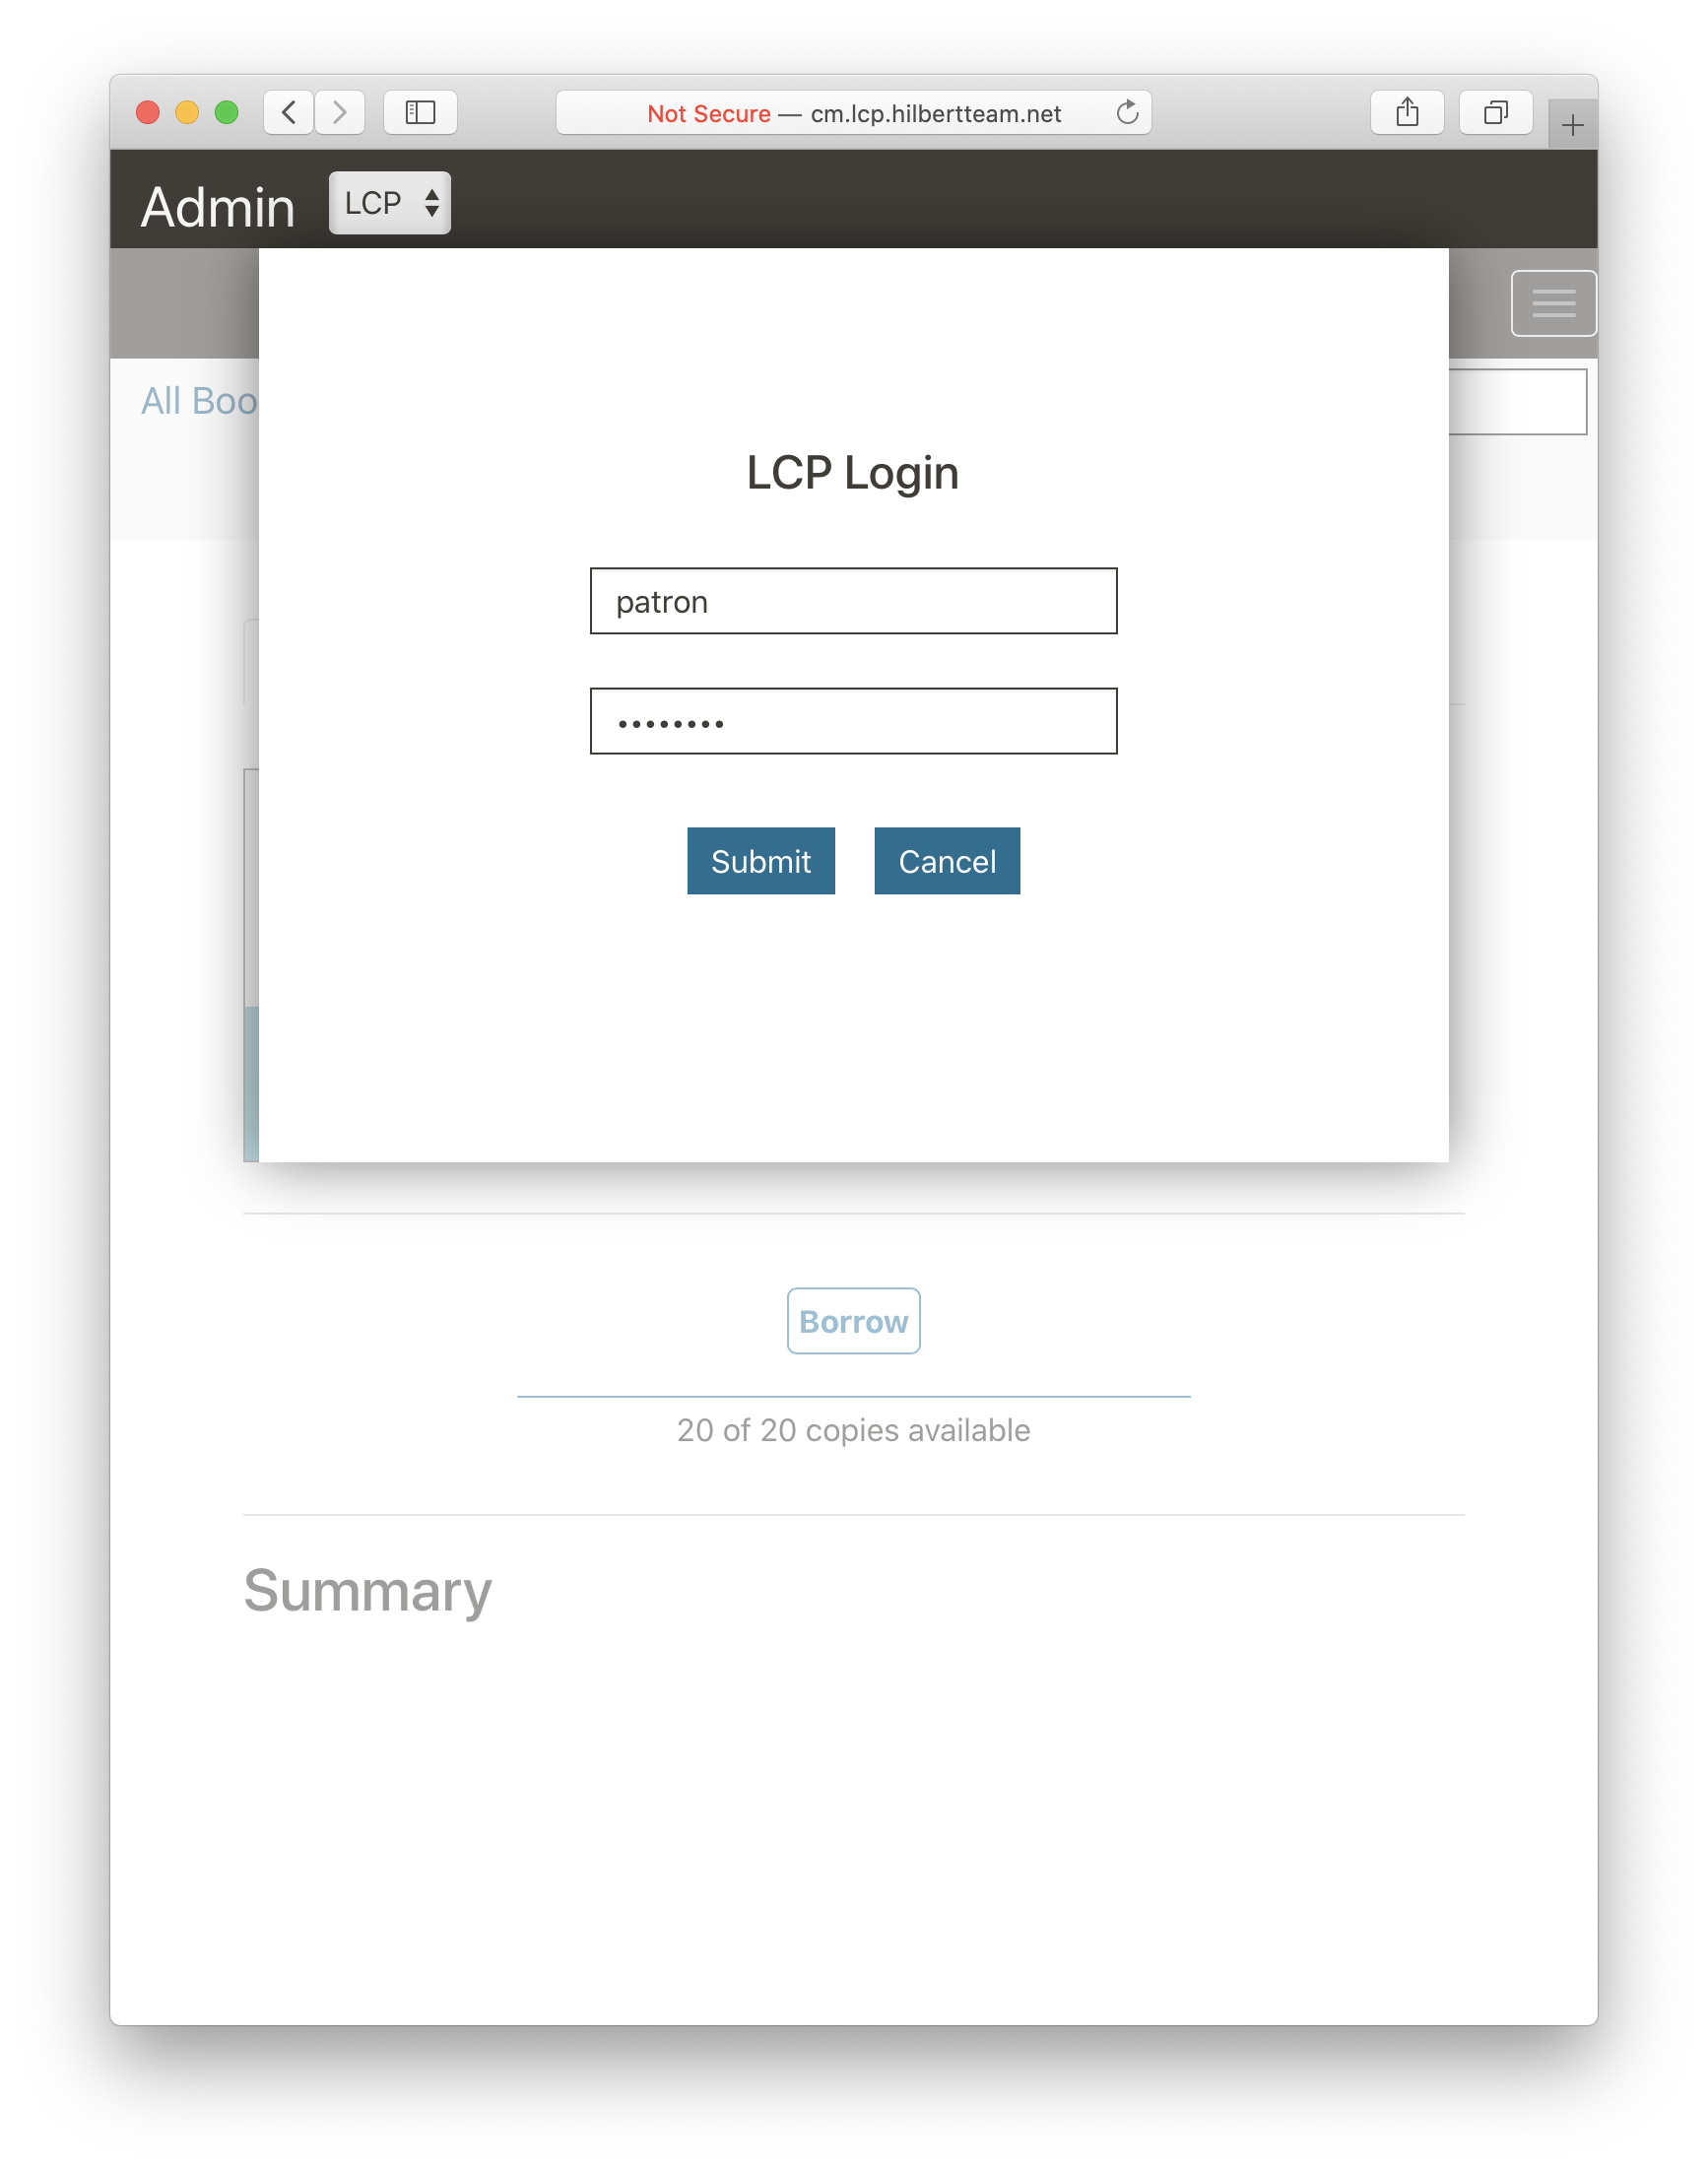 Not Secure — cm.lcp.hilbertteam.net
Admin LCP
All Boo
LCP Login
patron
••••••••
Submit Cancel
Borrow
20 of 20 copies available
Summary